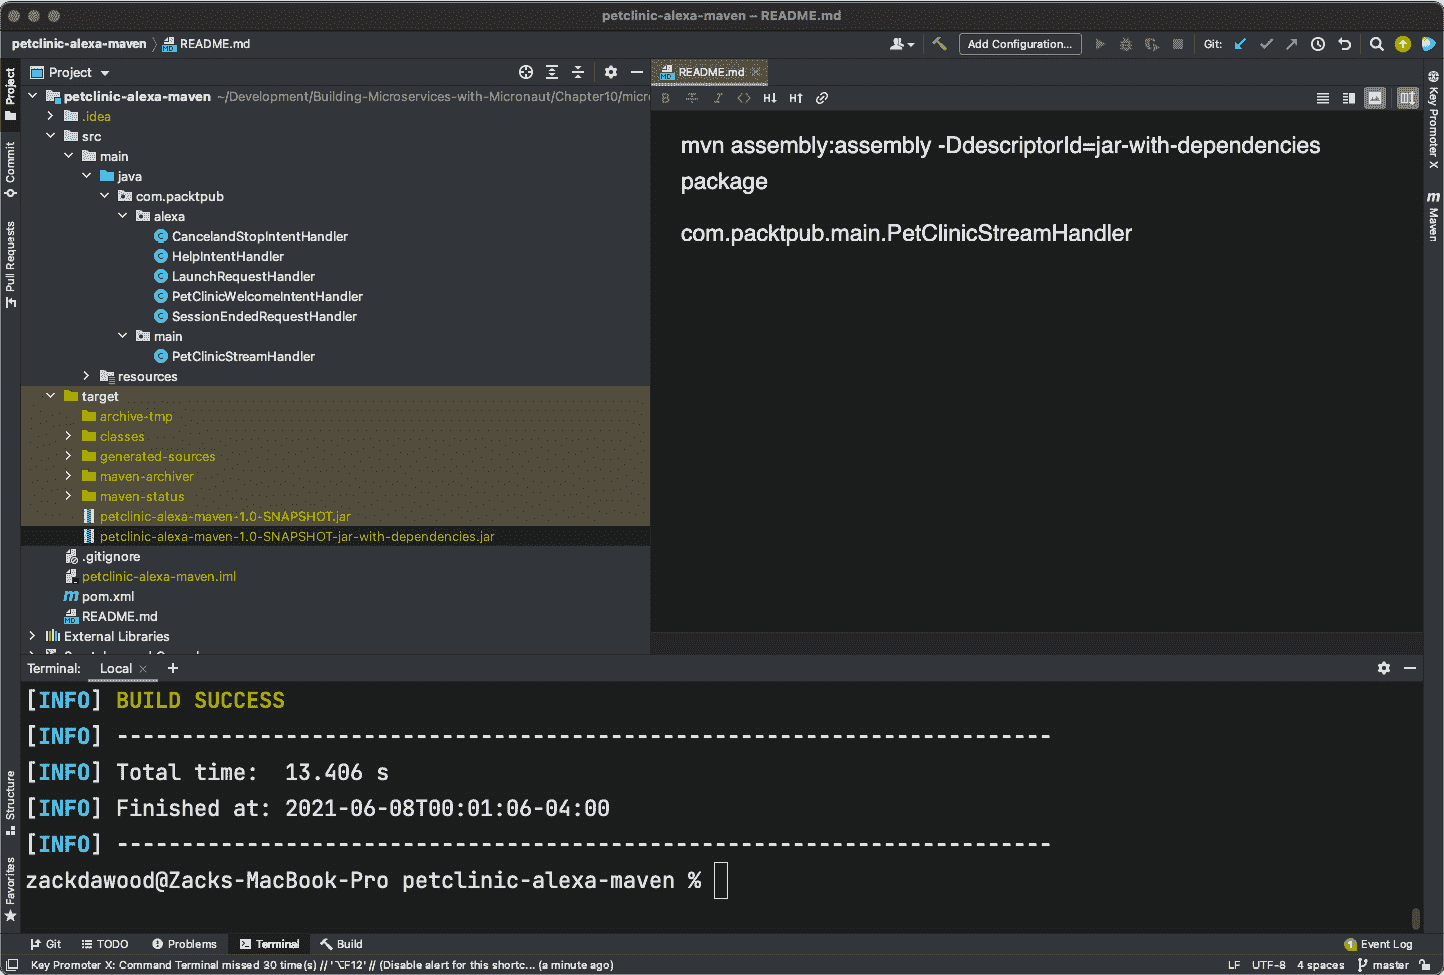 petclinic-alexa-maven – README.md
petclinic-alexa-maven
README.md
Add Configuration...
Git:
Project
README.md
petclinic-alexa-maven ~/Development/Building-Microservices-with-Micronaut/Chapter10/micr
.idea
src
main
java
com.packtpub
alexa
CancelandStopIntentHandler
HelpIntentHandler
LaunchRequestHandler
PetClinicWelcomeIntentHandler
SessionEndedRequestHandler
main
PetClinicStreamHandler
resources
target
archive-tmp
classes
generated-sources
maven-archiver
maven-status
petclinic-alexa-maven-1.0-SNAPSHOT.jar
petclinic-alexa-maven-1.0-SNAPSHOT-jar-with-dependencies.jar
.gitignore
petclinic-alexa-maven.iml
pom.xml
README.md
External Libraries
mvn assembly:assembly -DdescriptorId=jar-with-dependencies
package
com.packtpub.main.PetClinicStreamHandler
Project
Commit
Pull Requests
Structure
Favorites
Key Promoter X
Maven
Terminal: Local
[INFO] BUILD SUCCESS
[INFO] ------------------------------------------------------------------------
[INFO] Total time:  13.406 s
[INFO] Finished at: 2021-06-08T00:01:06-04:00
[INFO] ------------------------------------------------------------------------
zackdawood@Zacks-MacBook-Pro petclinic-alexa-maven %
Git TODO Problems Terminal Build
1 Event Log
Key Promoter X: Command Terminal missed 30 time(s) // '⌥F12' // (Disable alert for this shortc... (a minute ago)
LF UTF-8 4 spaces master